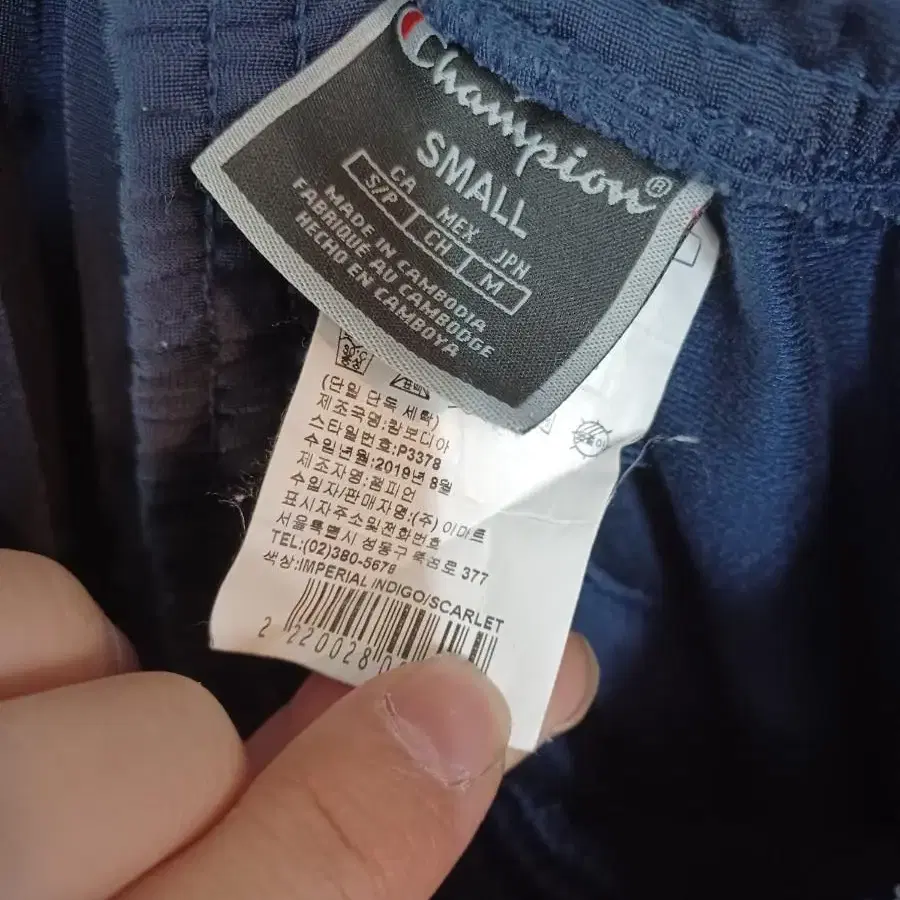 Champion®
SMALL
CA MEX JPN
S/P CH M
MADE IN CAMBODIA
FABRIQUÉ AU CAMBODGE
HECHO EN CAMBOYA
(단일 단독 세탁)
제조국명:캄보디아
스타일번호:P3378
수입년월:2019년 8월
제조자명:챔피언
수입자/판매자명:(주) 이마트
표시자주소및전화번호
서울특별시 성동구 뚝섬로 377
TEL:(02)380-5678
색상:IMPERIAL INDIGO/SCARLET
2 220028